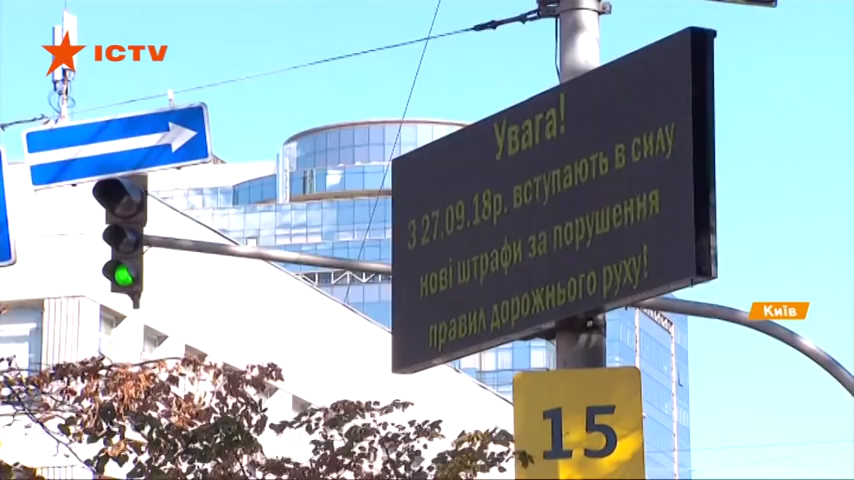 ICTV
Увага!
З 27.09.18р. вступають в силу
нові штрафи за порушення
правил дорожнього руху!
Київ
15